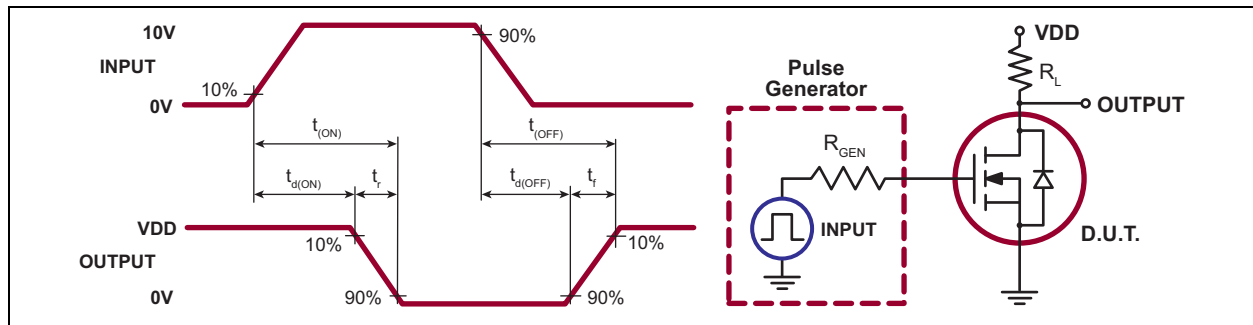 10V
INPUT
0V
10%
90%
t(ON)
t(OFF)
td(ON)
tr
td(OFF)
tf
VDD
OUTPUT
0V
10%
90%
90%
10%
Pulse
Generator
RGEN
INPUT
VDD
RL
OUTPUT
D.U.T.